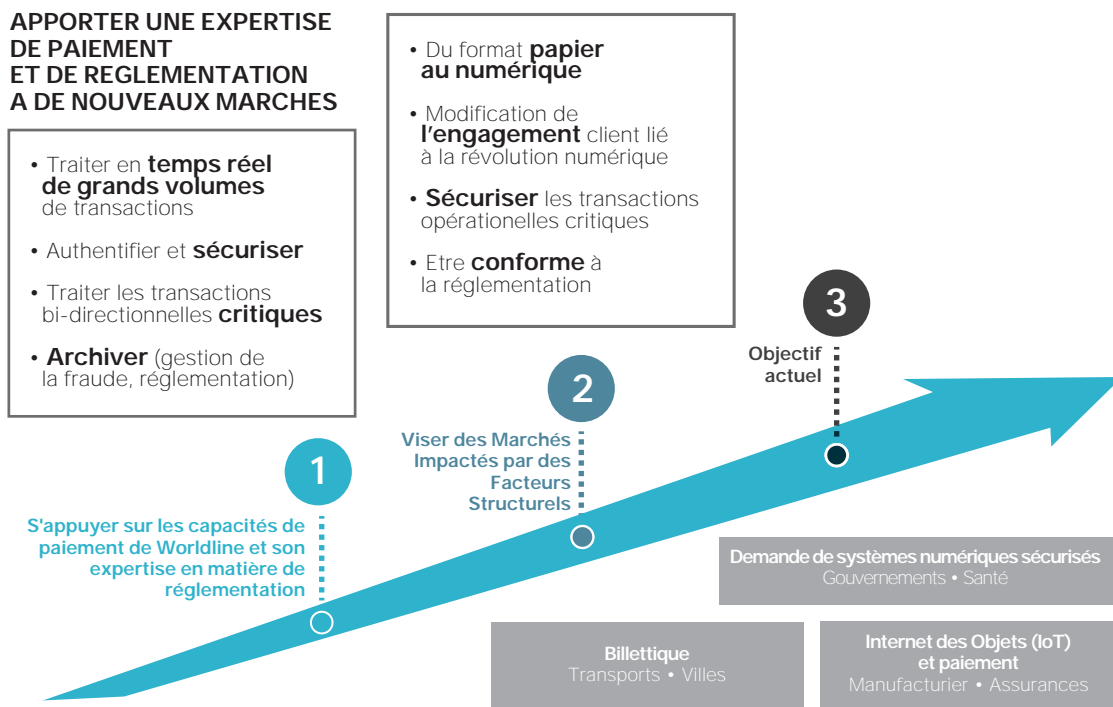 APPORTER UNE EXPERTISE
DE PAIEMENT
ET DE REGLEMENTATION
A DE NOUVEAUX MARCHES
• Traiter en temps réel
de grands volumes
de transactions
• Authentifier et sécuriser
• Traiter les transactions
bi-directionnelles critiques
• Archiver (gestion de
la fraude, réglementation)
• Du format papier
au numérique
• Modification de
l'engagement client lié
à la révolution numérique
• Sécuriser les transactions
opérationelles critiques
• Etre conforme à
la réglementation
1
S'appuyer sur les capacités de
paiement de Worldline et son
expertise en matière de
réglementation
2
Viser des Marchés
Impactés par des
Facteurs
Structurels
3
Objectif
actuel
Demande de systèmes numériques sécurisés
Gouvernements • Santé
Billettique
Transports • Villes
Internet des Objets (IoT)
et paiement
Manufacturier • Assurances